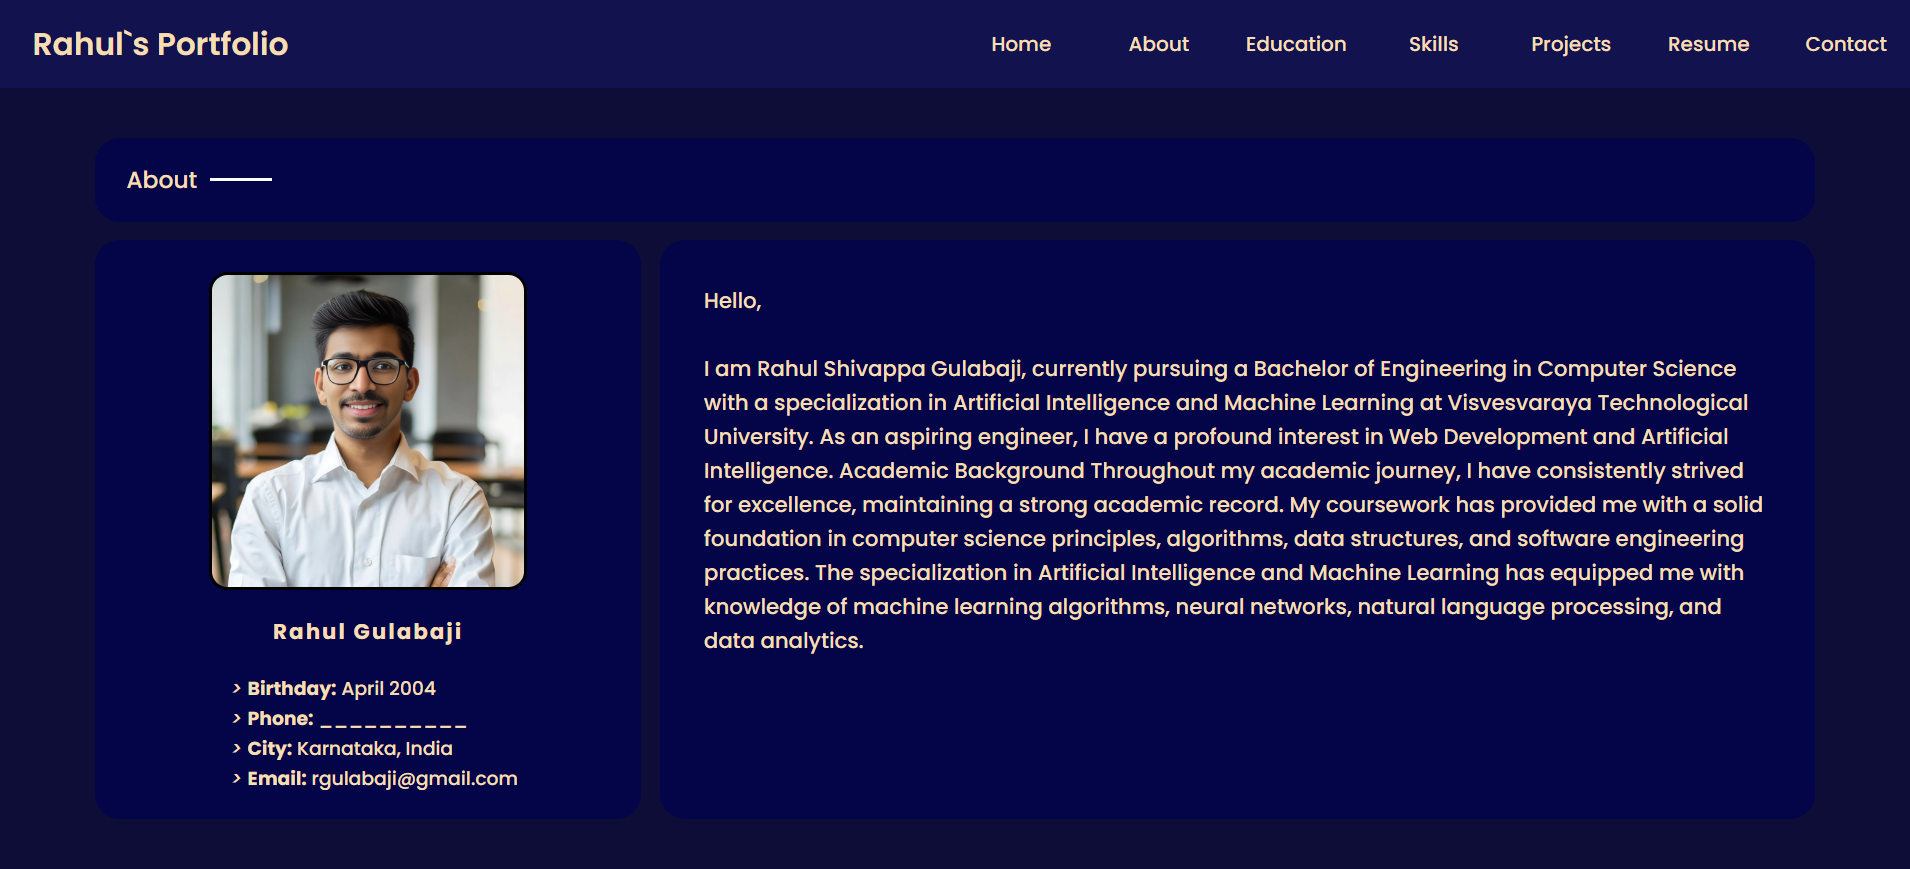 Rahul`s Portfolio
Home About Education Skills Projects Resume Contact
About
Rahul Gulabaji
> Birthday: April 2004
> Phone: __________
> City: Karnataka, India
> Email: rgulabaji@gmail.com
Hello,
I am Rahul Shivappa Gulabaji, currently pursuing a Bachelor of Engineering in Computer Science
with a specialization in Artificial Intelligence and Machine Learning at Visvesvaraya Technological
University. As an aspiring engineer, I have a profound interest in Web Development and Artificial
Intelligence. Academic Background Throughout my academic journey, I have consistently strived
for excellence, maintaining a strong academic record. My coursework has provided me with a solid
foundation in computer science principles, algorithms, data structures, and software engineering
practices. The specialization in Artificial Intelligence and Machine Learning has equipped me with
knowledge of machine learning algorithms, neural networks, natural language processing, and
data analytics.